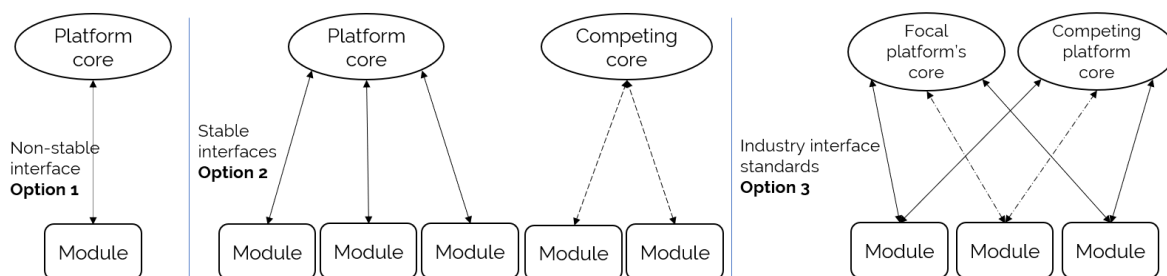 Platform
core
Non-stable
interface
Option 1
Module
Platform
core
Competing
core
Stable
interfaces
Option 2
Module
Module
Module
Module
Module
Focal
platform's
core
Competing
platform
core
Industry interface
standards
Option 3
Module
Module
Module